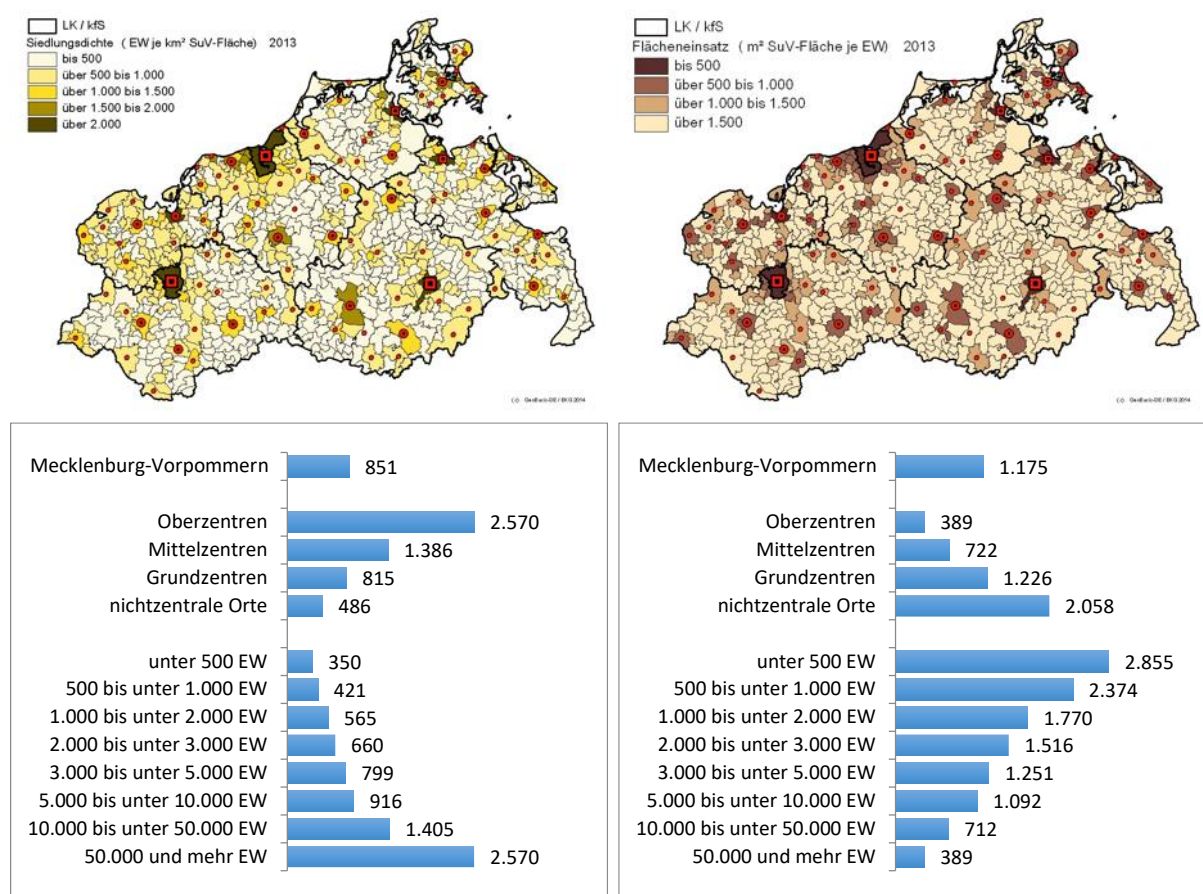 LK / kfS
Siedlungsdichte ( EW je km² SuV-Fläche) 2013
bis 500
über 500 bis 1.000
über 1.000 bis 1.500
über 1.500 bis 2.000
über 2.000
(c) GeoBasis-DE / BKG 2014
LK / kfS
Flächeneinsatz ( m² SuV-Fläche je EW) 2013
bis 500
über 500 bis 1.000
über 1.000 bis 1.500
über 1.500
(c) GeoBasis-DE / BKG 2014
Mecklenburg-Vorpommern 851
Oberzentren 2.570
Mittelzentren 1.386
Grundzentren 815
nichtzentrale Orte 486
unter 500 EW 350
500 bis unter 1.000 EW 421
1.000 bis unter 2.000 EW 565
2.000 bis unter 3.000 EW 660
3.000 bis unter 5.000 EW 799
5.000 bis unter 10.000 EW 916
10.000 bis unter 50.000 EW 1.405
50.000 und mehr EW 2.570
Mecklenburg-Vorpommern 1.175
Oberzentren 389
Mittelzentren 722
Grundzentren 1.226
nichtzentrale Orte 2.058
unter 500 EW 2.855
500 bis unter 1.000 EW 2.374
1.000 bis unter 2.000 EW 1.770
2.000 bis unter 3.000 EW 1.516
3.000 bis unter 5.000 EW 1.251
5.000 bis unter 10.000 EW 1.092
10.000 bis unter 50.000 EW 712
50.000 und mehr EW 389